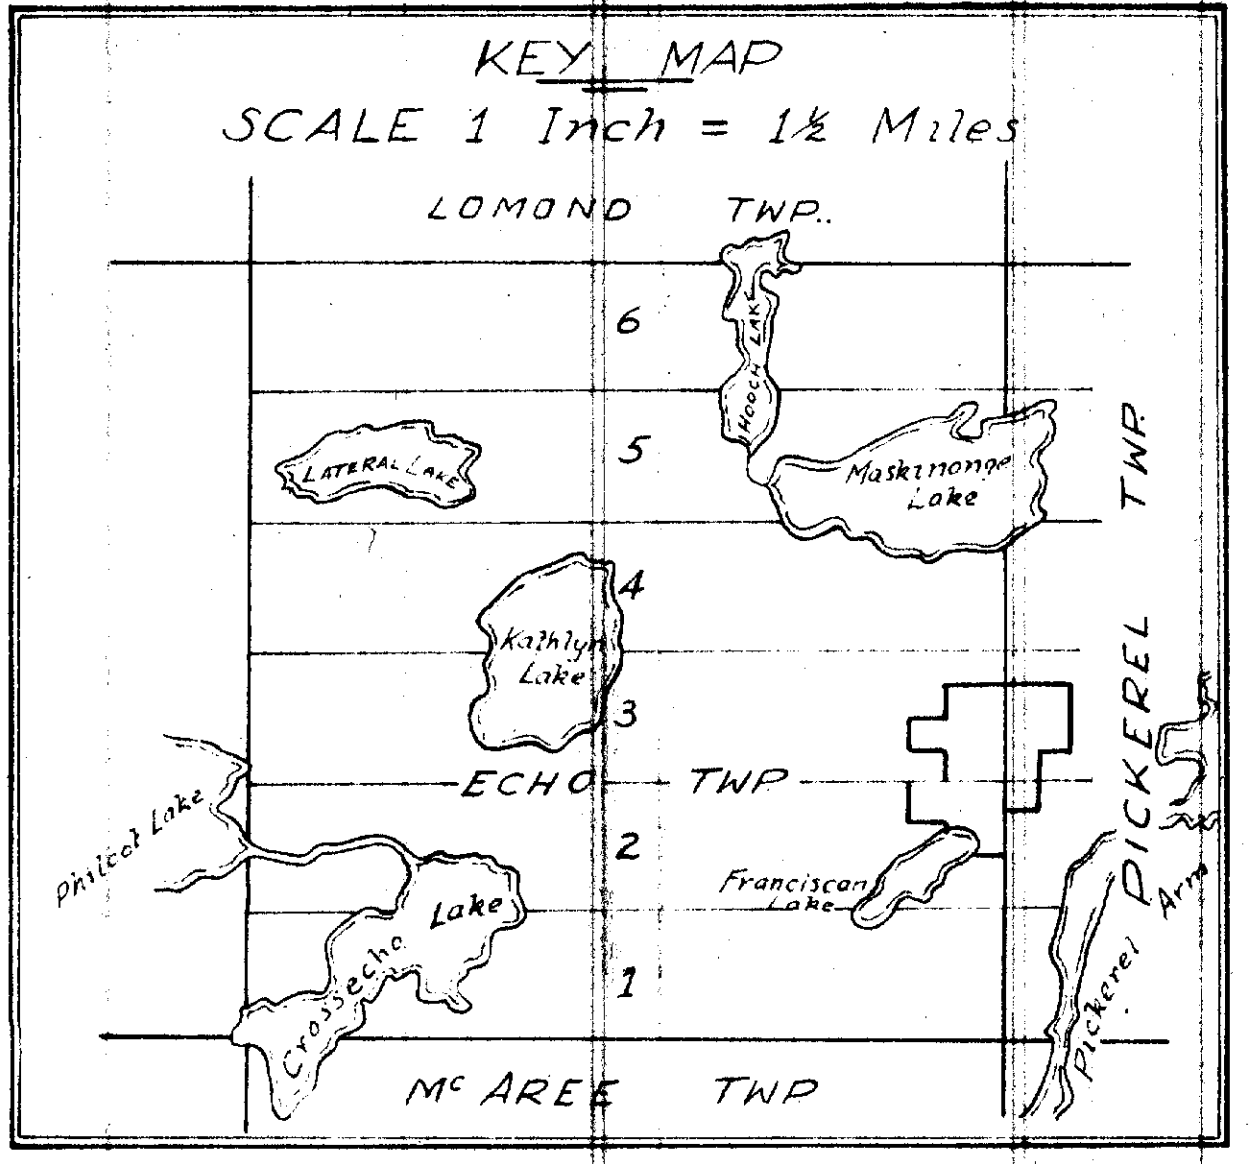 KEY MAP
SCALE 1 Inch = 1½ Miles
LOMOND TWP..
6
HOOCH LAKE
5
LATERAL LAKE
Maskinonge
Lake
PICKEREL TWP.
4
Kathlyn
Lake
3
ECHO TWP
Philcot Lake
2
Franciscan
Lake
Crossecho Lake
1
Pickerel Arm
Mc AREE TWP